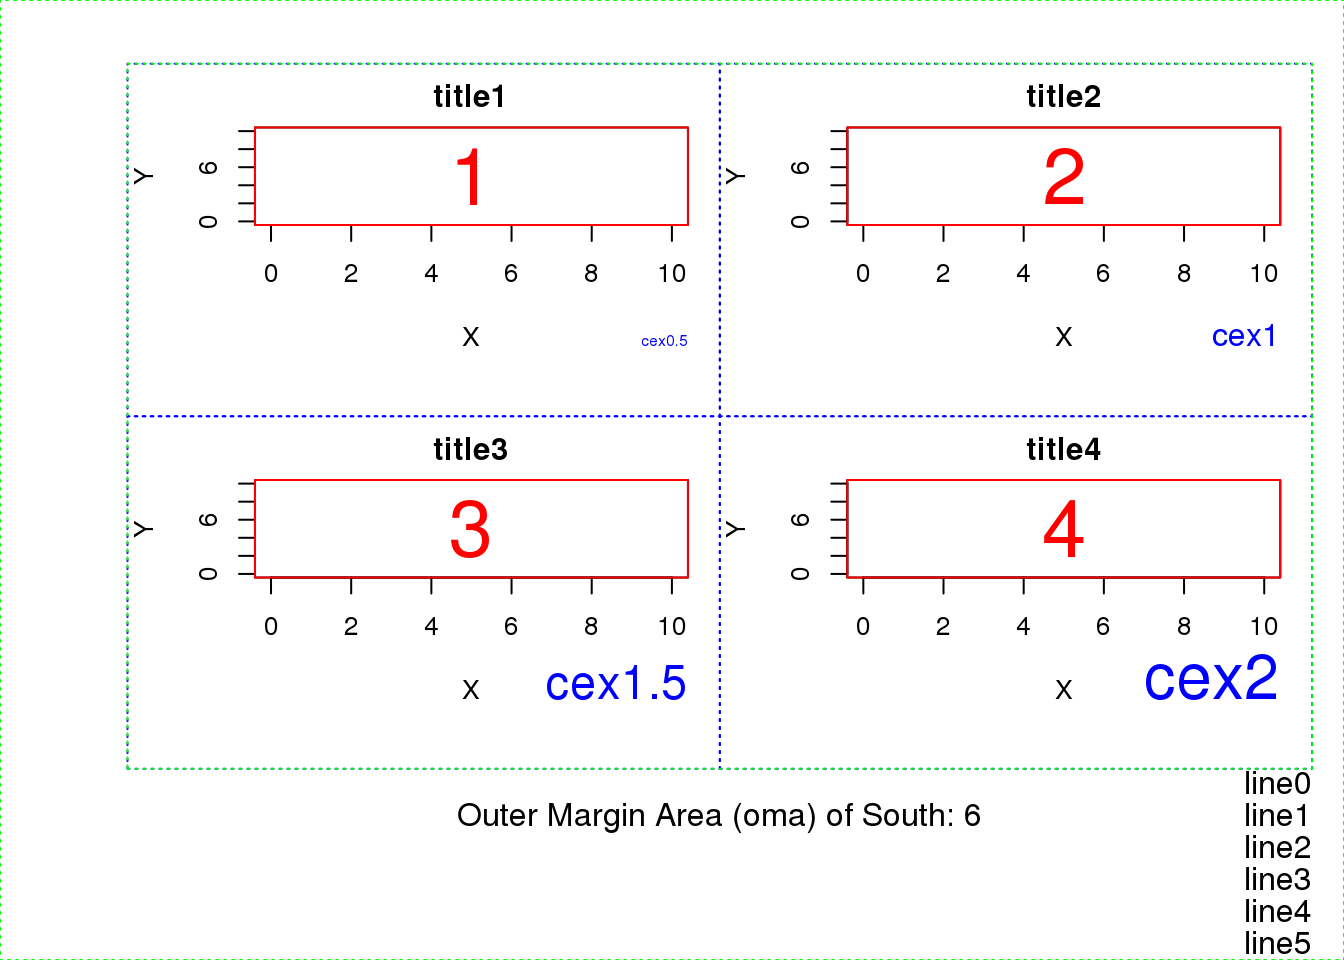 title1
6
0
Y
1
0 2 4 6 8 10
X
cex0.5
title2
6
0
Y
2
0 2 4 6 8 10
X
cex1
title3
6
0
Y
3
0 2 4 6 8 10
X
cex1.5
title4
6
0
Y
4
0 2 4 6 8 10
X
cex2
Outer Margin Area (oma) of South: 6
line0
line1
line2
line3
line4
line5